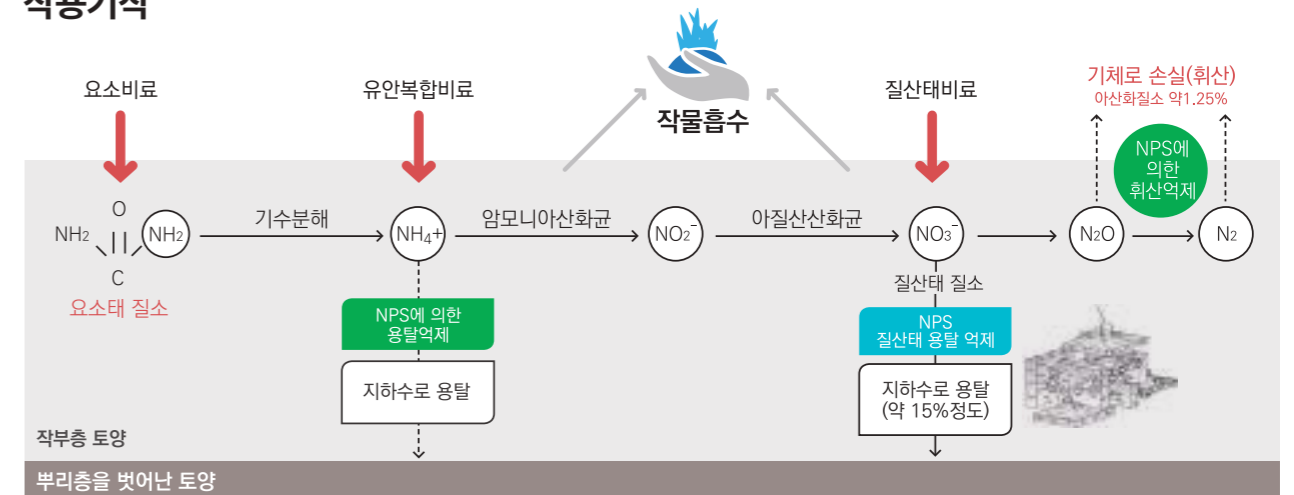 작용기작
요소비료
유안복합비료
작물흡수
질산태비료
기체로 손실(휘산)
아산화질소 약1.25%
NPS에
의한
휘산억제
O
NH2
NH2
C
요소태 질소
기수분해
NH4+
암모니아산화균
NO2-
아질산산화균
NO3-
N2O
N2
질산태 질소
NPS에 의한
용탈억제
지하수로 용탈
NPS
질산태 용탈 억제
지하수로 용탈
(약 15%정도)
작부층 토양
뿌리층을 벗어난 토양